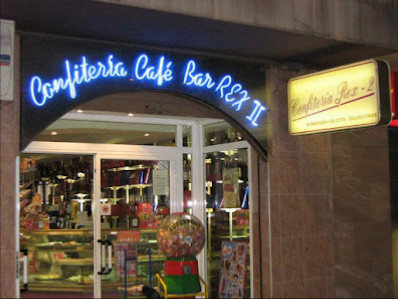 Confitería Café Bar REX II
Confitería Rex-2